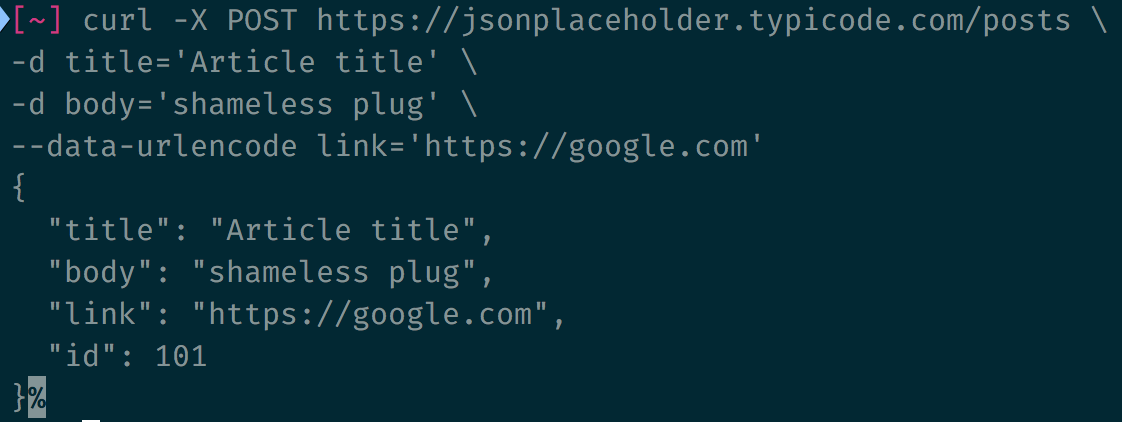 [~] curl -X POST https://jsonplaceholder.typicode.com/posts \
-d title='Article title' \
-d body='shameless plug' \
--data-urlencode link='https://google.com'
{
  "title": "Article title",
  "body": "shameless plug",
  "link": "https://google.com",
  "id": 101
}%